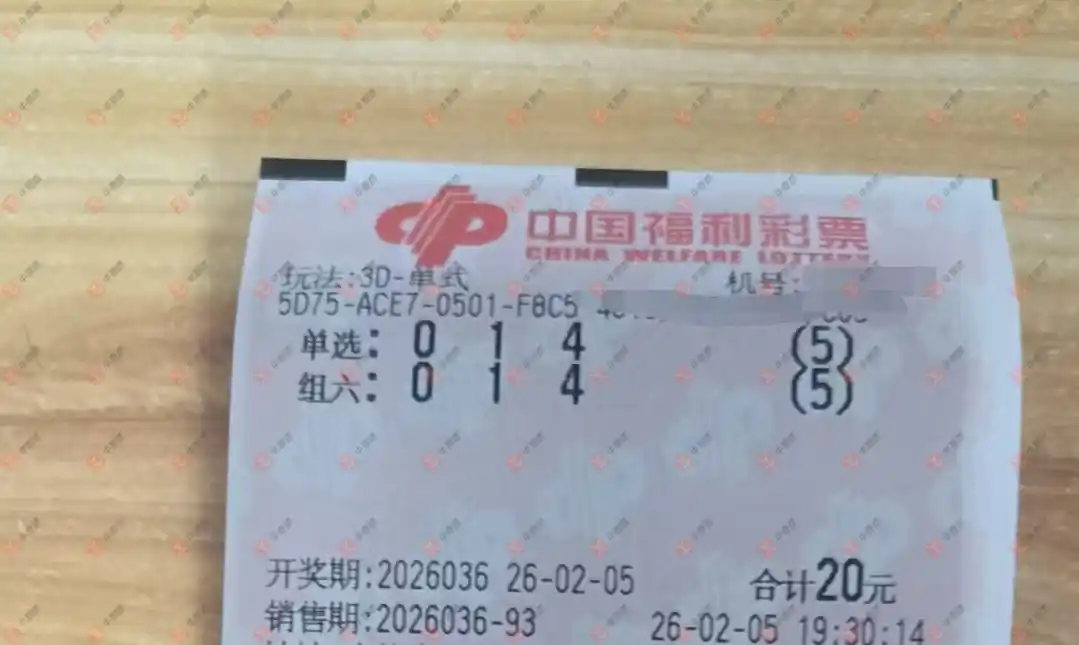 中国福利彩票
CHINA WELFARE LOTTERY
玩法:3D-单式 机号:
5D75-ACE7-0501-F8C5
单选: 0 1 4 (5)
组六: 0 1 4 (5)
开奖期:2026036 26-02-05 合计20元
销售期:2026036-93 26-02-05 19:30:14